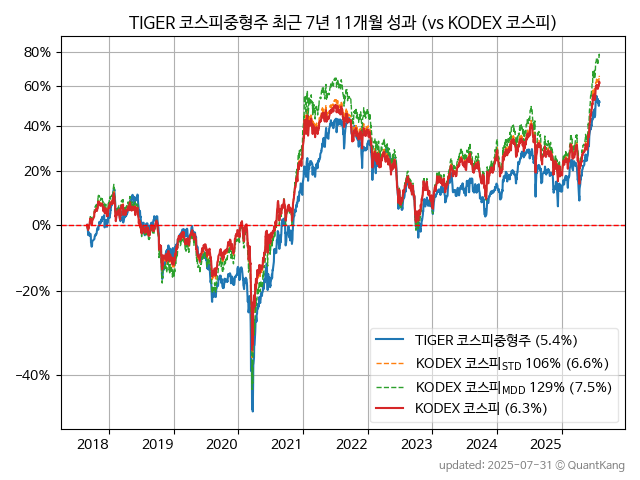 TIGER 코스피중형주 최근 7년 11개월 성과 (vs KODEX 코스피)
80%
60%
40%
20%
0%
−20%
−40%
TIGER 코스피중형주 (5.4%)
KODEX 코스피STD 106% (6.6%)
KODEX 코스피MDD 129% (7.5%)
KODEX 코스피 (6.3%)
2018 2019 2020 2021 2022 2023 2024 2025
updated: 2025-07-31 © QuantKang